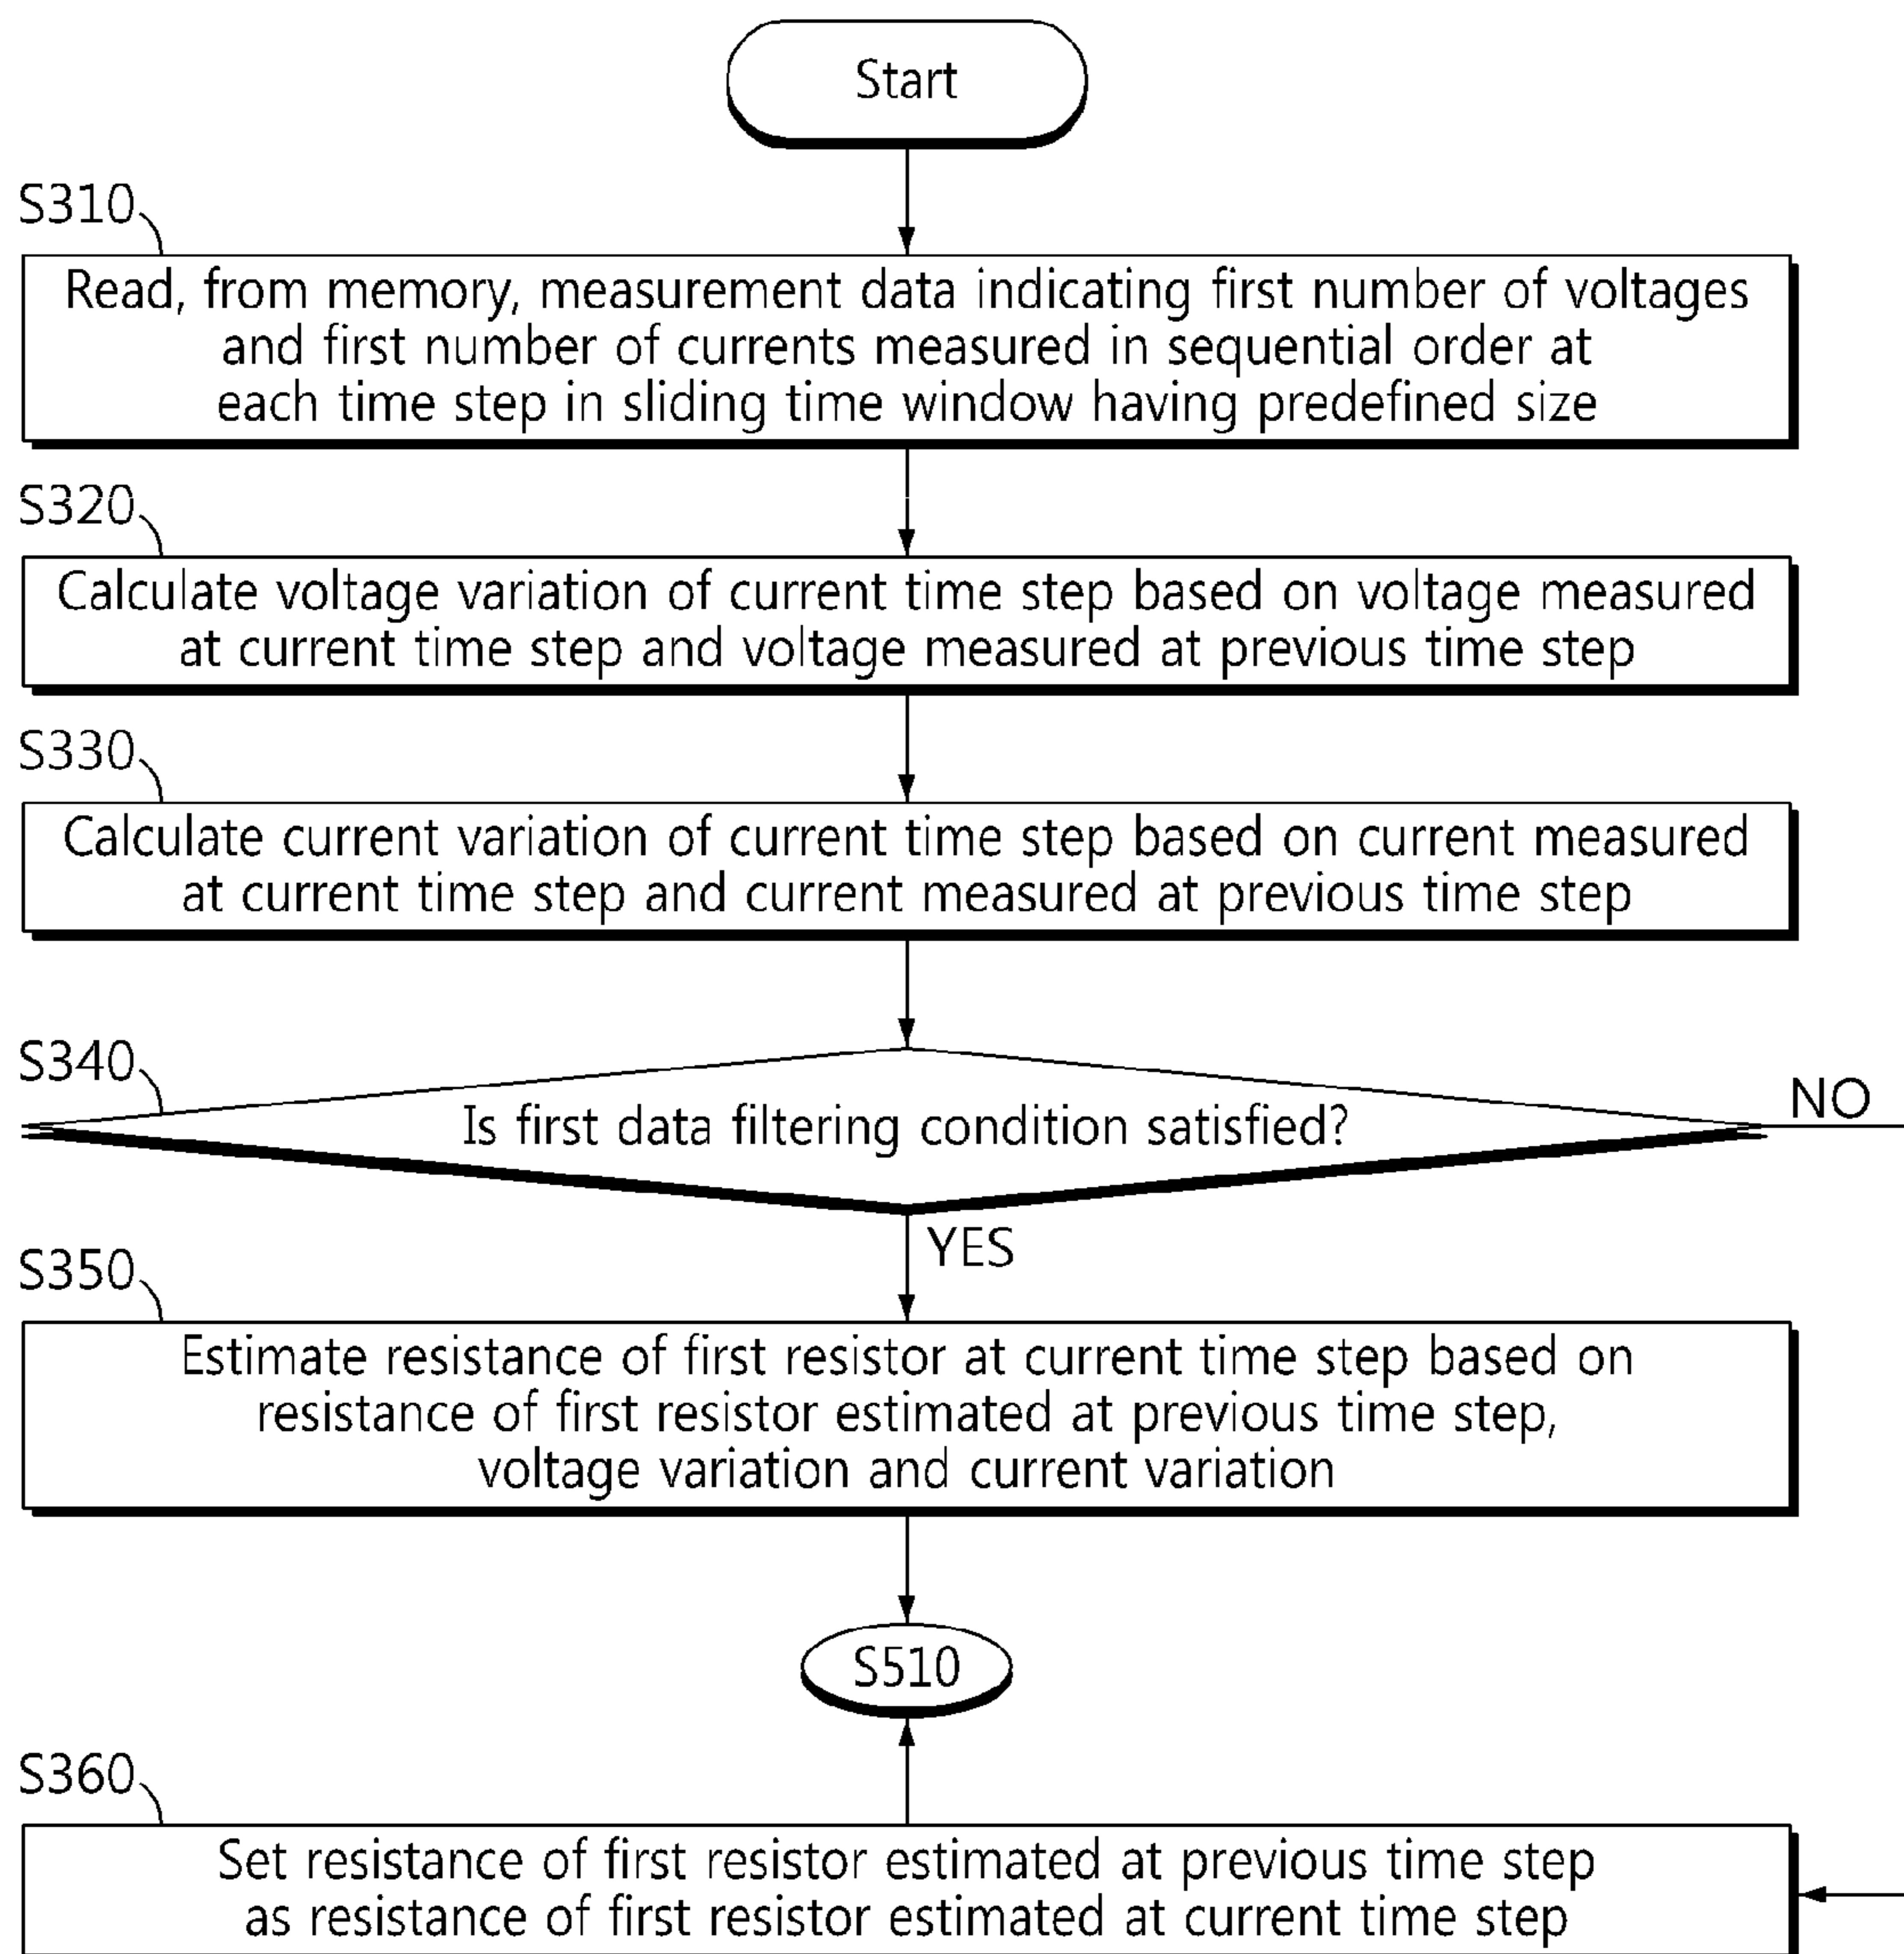 Start
S310
Read, from memory, measurement data indicating first number of voltages
and first number of currents measured in sequential order at
each time step in sliding time window having predefined size
S320
Calculate voltage variation of current time step based on voltage measured
at current time step and voltage measured at previous time step
S330
Calculate current variation of current time step based on current measured
at current time step and current measured at previous time step
S340
Is first data filtering condition satisfied?
NO
YES
S350
Estimate resistance of first resistor at current time step based on
resistance of first resistor estimated at previous time step,
voltage variation and current variation
S510
S360
Set resistance of first resistor estimated at previous time step
as resistance of first resistor estimated at current time step